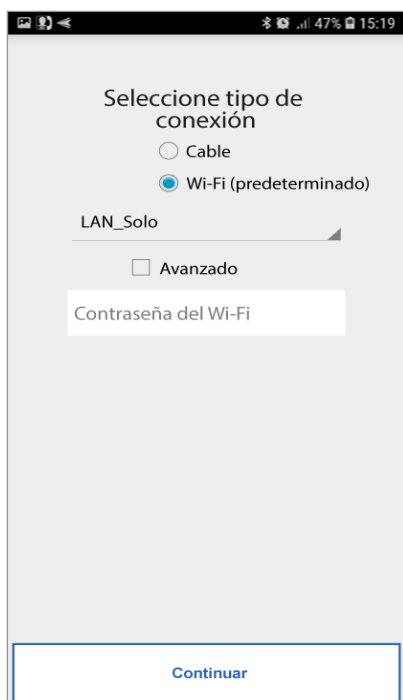 47% 15:19
Seleccione tipo de
conexión
Cable
Wi-Fi (predeterminado)
LAN_Solo
Avanzado
Contraseña del Wi-Fi
Continuar